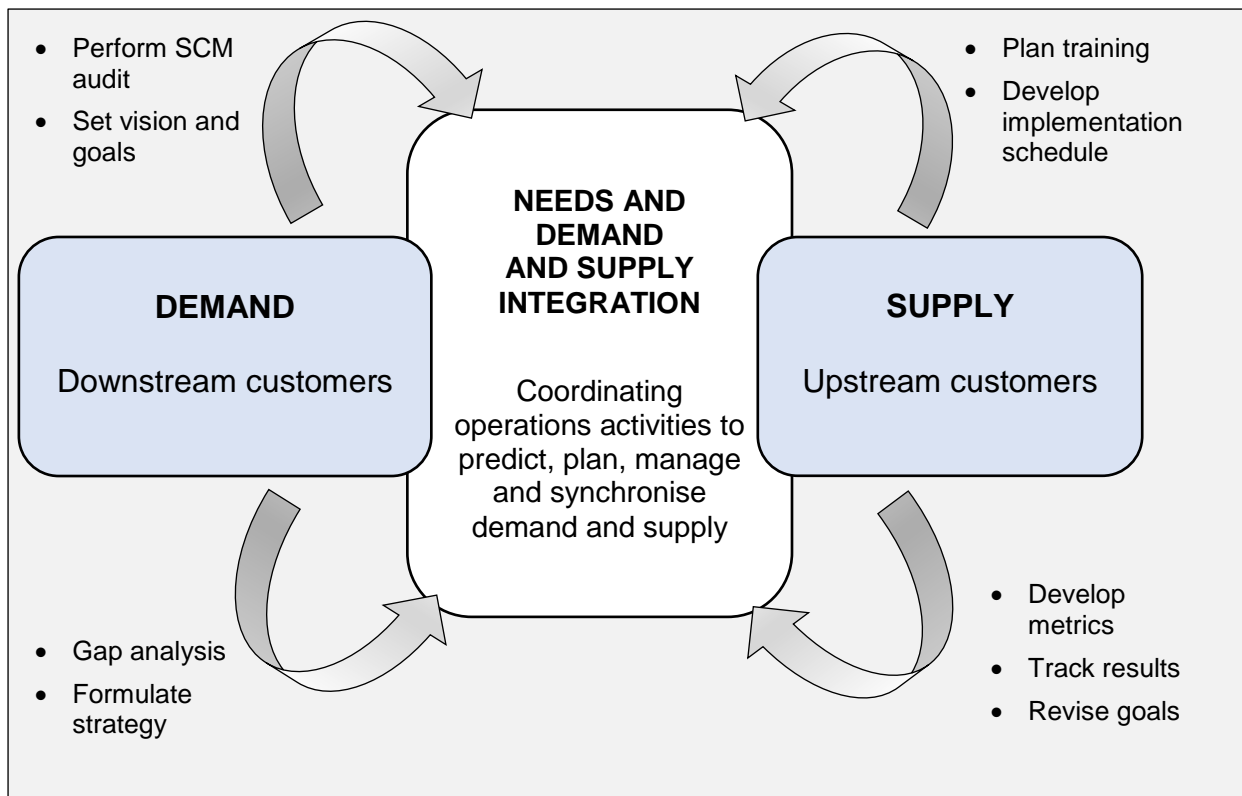 • Perform SCM
audit
• Set vision and
goals
• Plan training
• Develop
implementation
schedule
NEEDS AND
DEMAND
AND SUPPLY
INTEGRATION
Coordinating
operations activities to
predict, plan, manage
and synchronise
demand and supply
DEMAND
Downstream customers
SUPPLY
Upstream customers
• Gap analysis
• Formulate
strategy
• Develop
metrics
• Track results
• Revise goals